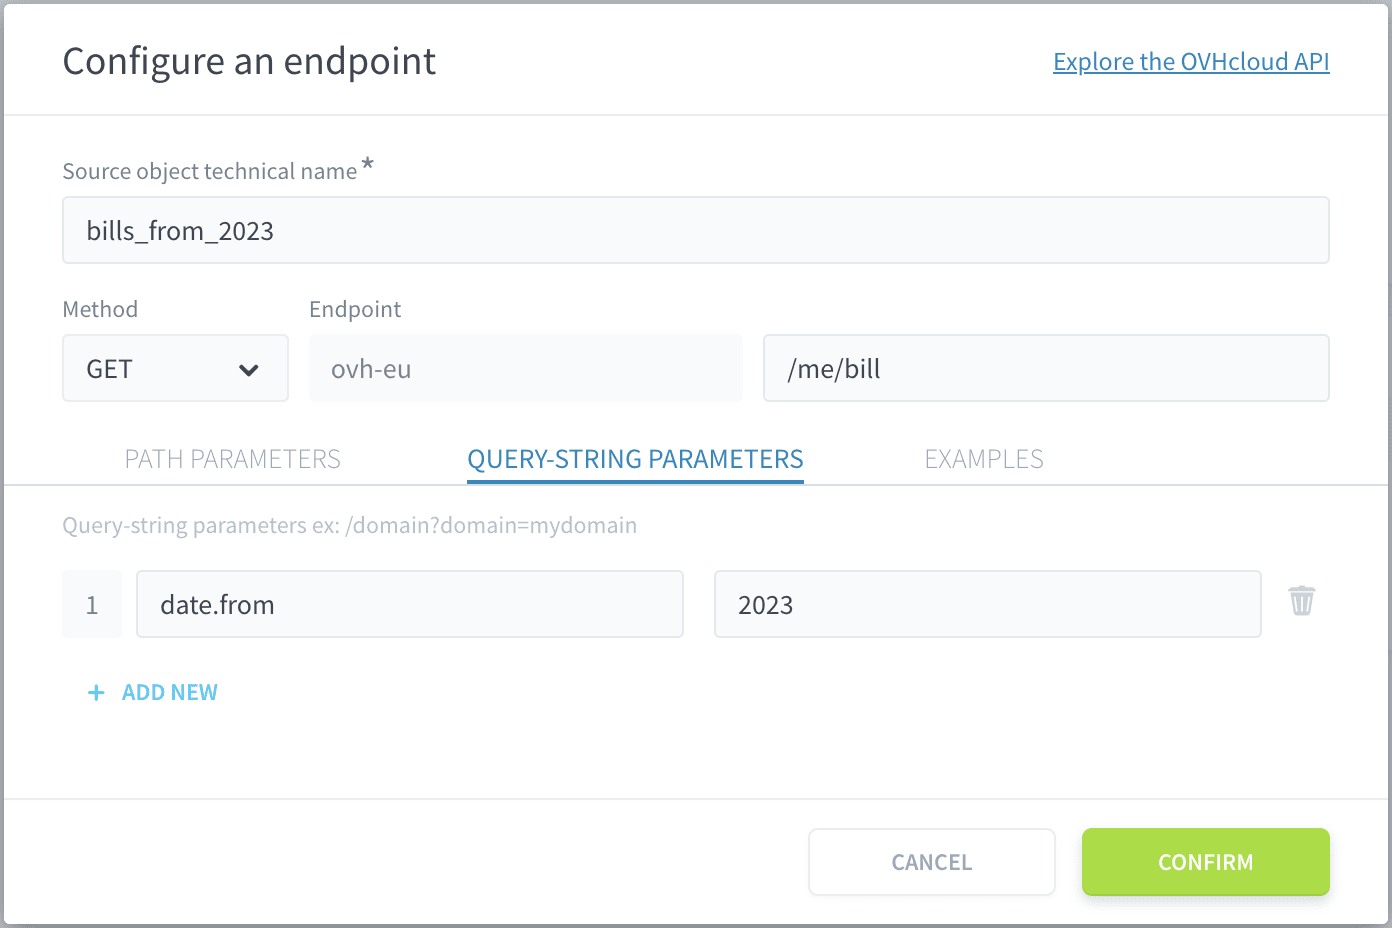 Configure an endpoint
Explore the OVHcloud API
Source object technical name *
bills_from_2023
Method
Endpoint
GET
ovh-eu
/me/bill
PATH PARAMETERS
QUERY-STRING PARAMETERS
EXAMPLES
Query-string parameters ex: /domain?domain=mydomain
1
date.from
2023
+ ADD NEW
CANCEL
CONFIRM